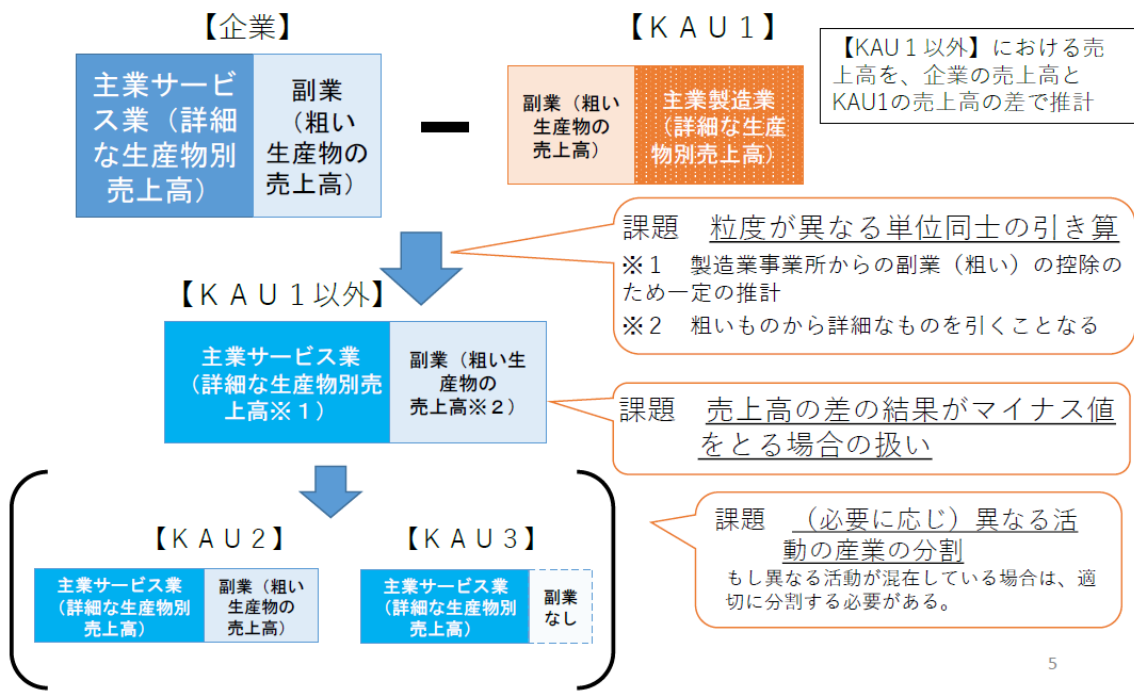 【企業】
主業サービ
ス業（詳細
な生産物別
売上高）
副業
（粗い
生産物の
売上高）
ー
【ＫＡＵ１】
副業（粗い
生産物の
売上高）
主業製造業
（詳細な生産
物別売上高）
【KAU１以外】における売
上高を、企業の売上高と
KAU1の売上高の差で推計
課題　粒度が異なる単位同士の引き算
※１　製造業事業所からの副業（粗い）の控除の
ため一定の推計
※２　粗いものから詳細なものを引くことなる
【ＫＡＵ１以外】
主業サービス業
（詳細な生産物別売
上高※１）
副業（粗い生
産物の
売上高※２）
課題　売上高の差の結果がマイナス値
をとる場合の扱い
【ＫＡＵ２】
主業サービス業
（詳細な生産物別
売上高）
副業（粗い
生産物の
売上高）
【ＫＡＵ３】
主業サービス業
（詳細な生産物別
売上高）
副業
なし
課題　（必要に応じ）異なる活
動の産業の分割
もし異なる活動が混在している場合は、適
切に分割する必要がある。
5